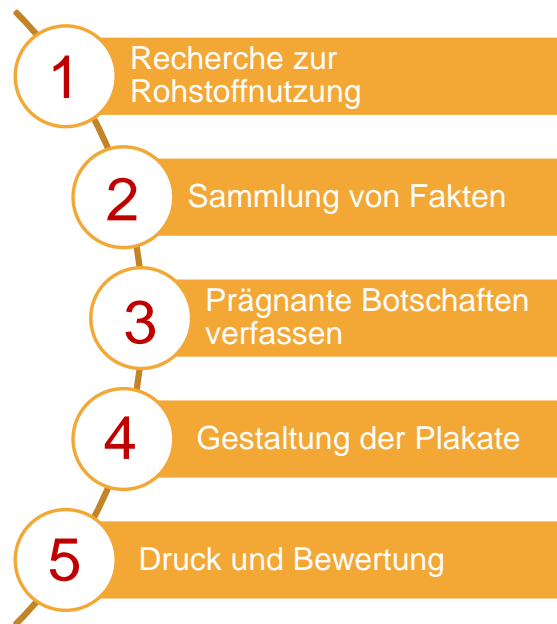 1
Recherche zur
Rohstoffnutzung
2
Sammlung von Fakten
3
Prägnante Botschaften
verfassen
4
Gestaltung der Plakate
5
Druck und Bewertung